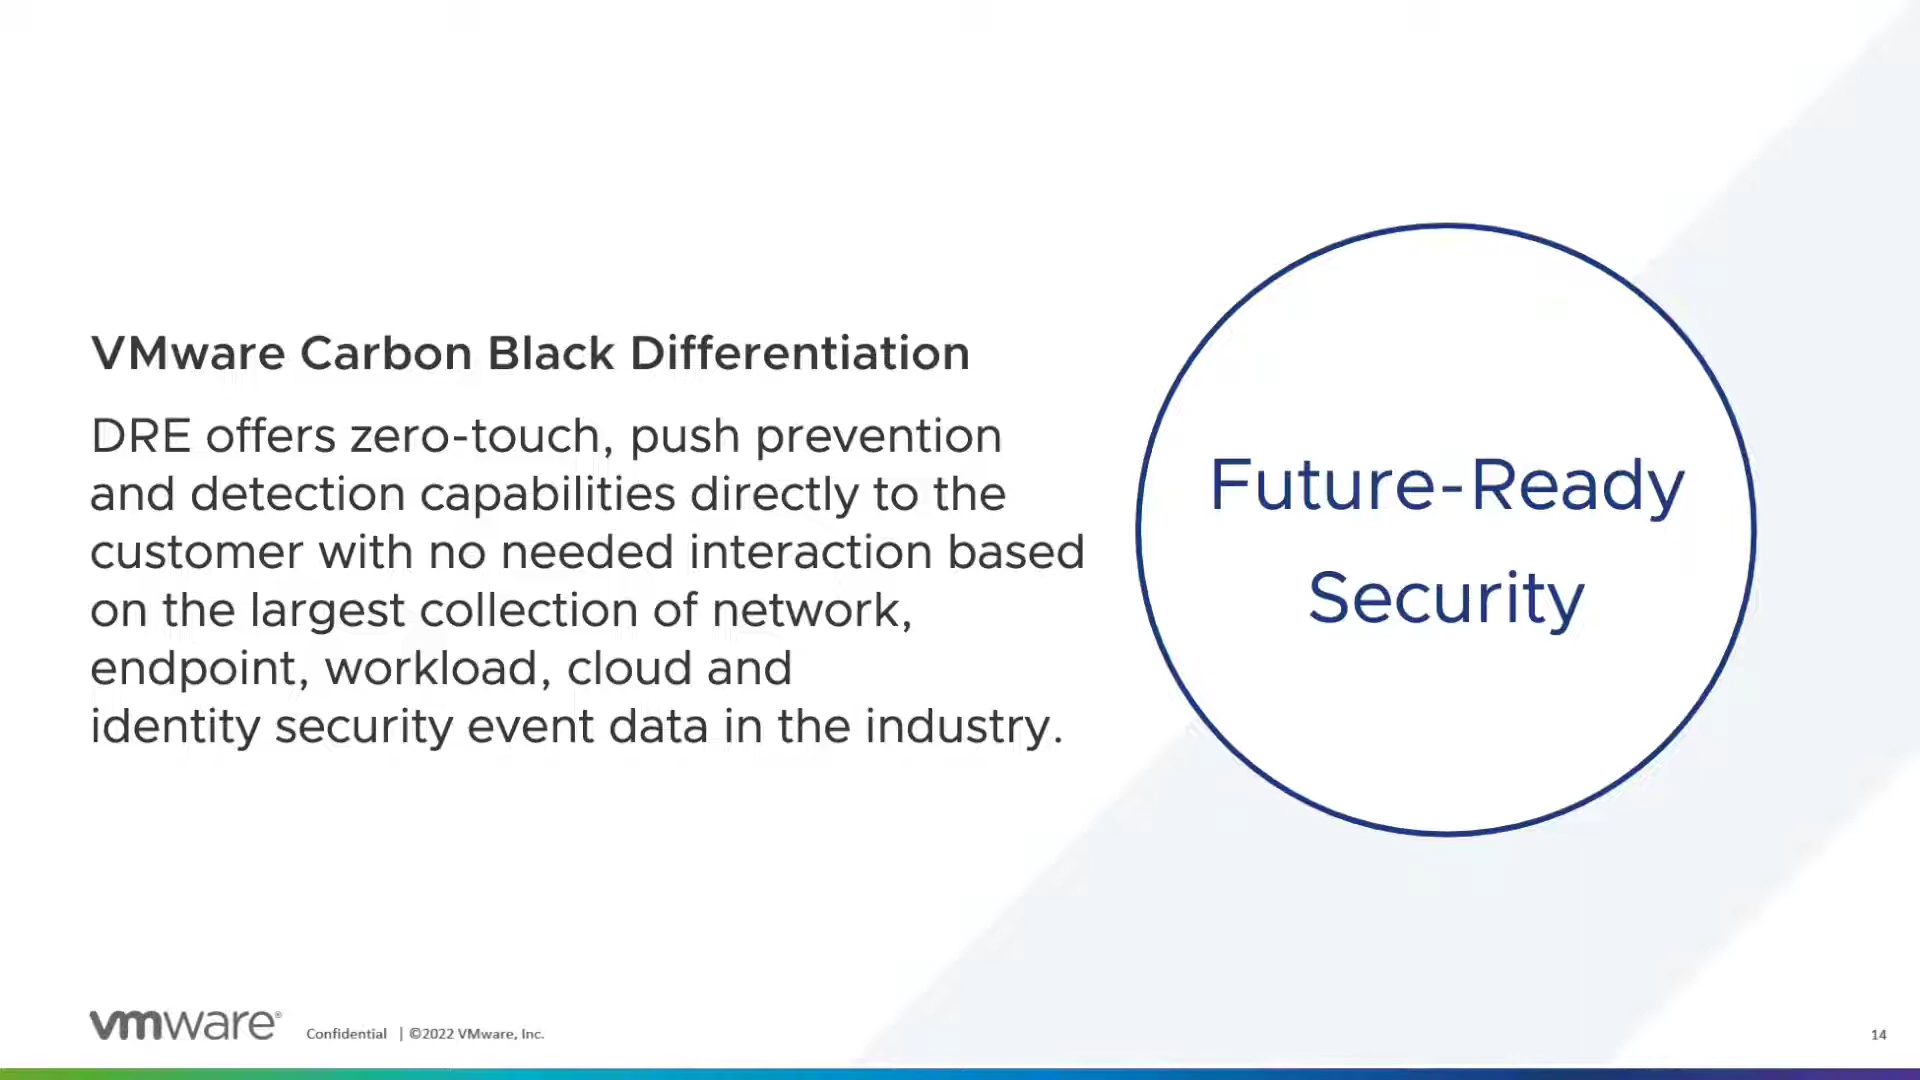 VMware Carbon Black Differentiation
DRE offers zero-touch, push prevention
and detection capabilities directly to the
customer with no needed interaction based
on the largest collection of network,
endpoint, workload, cloud and
identity security event data in the industry.
Future-Ready
Security
vmware®
Confidential | ©2022 VMware, Inc.
14